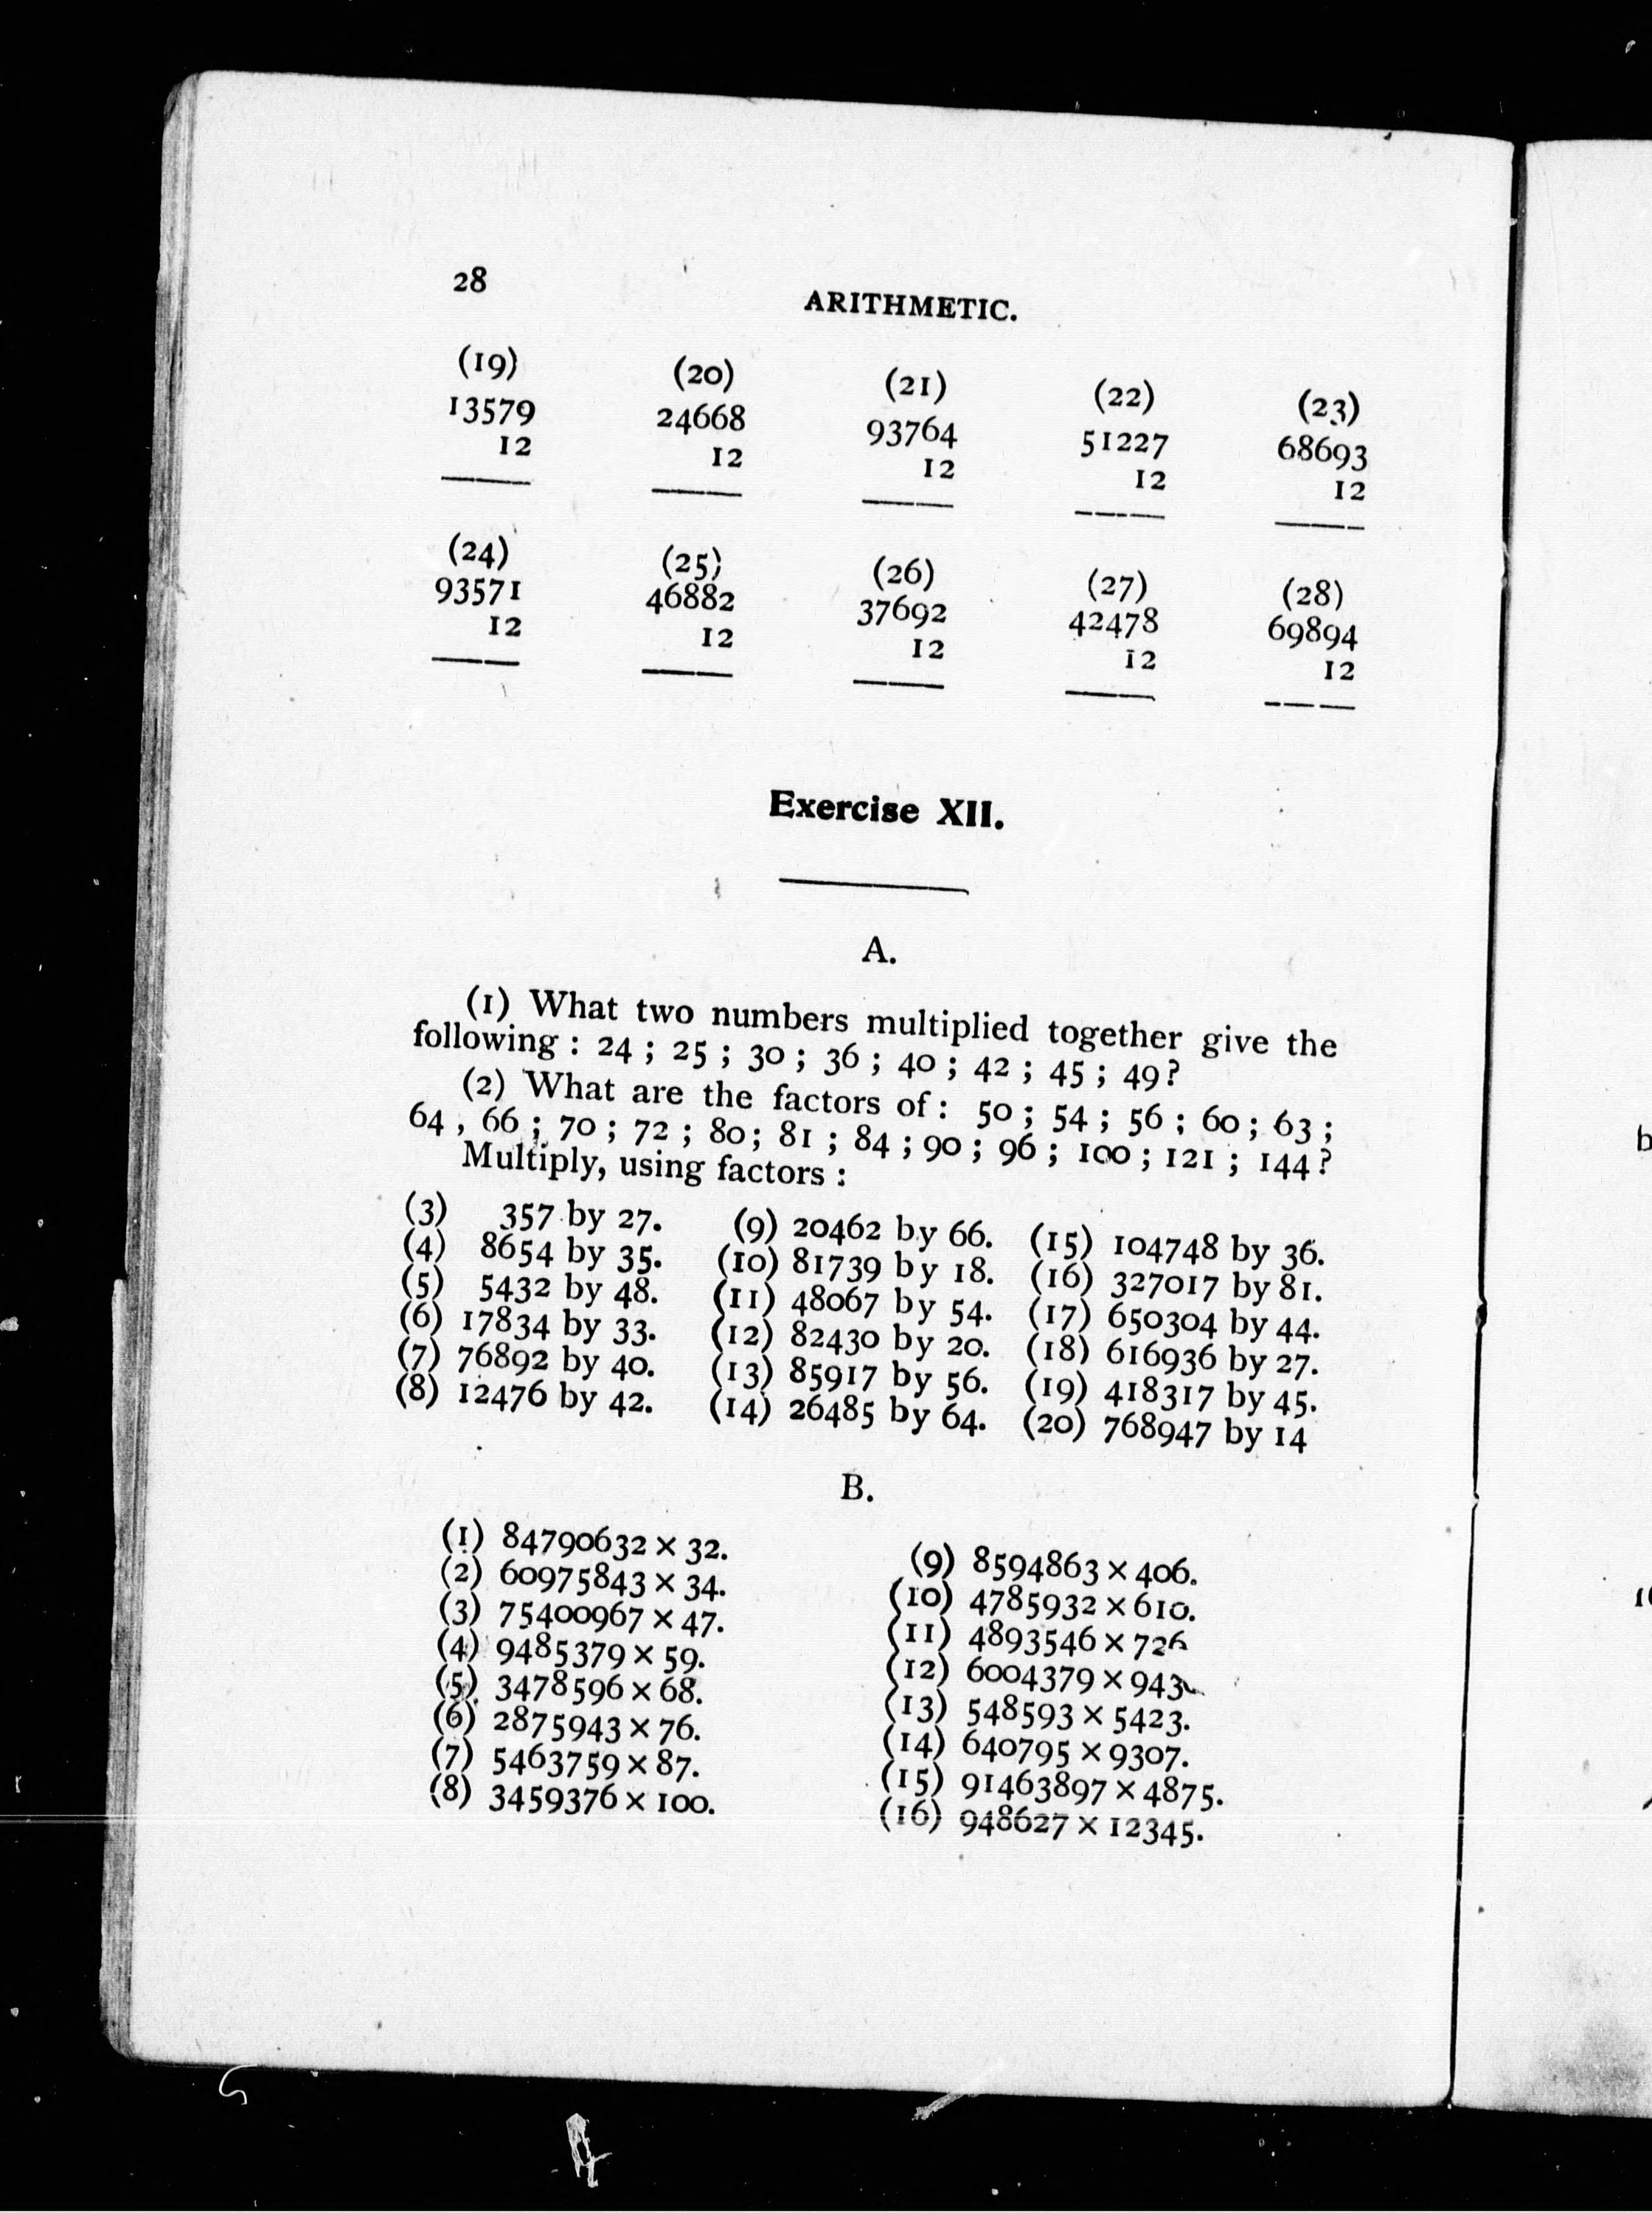 28
ARITHMETIC.
(19) (20) (21) (22) (23)
13579 24668 93764 51227 68693
12 12 12 12 12
(24) (25) (26) (27) (28)
93571 46882 37692 42478 69894
12 12 12 12 12
Exercise XII.
A.
(1) What two numbers multiplied together give the
following : 24 ; 25 ; 30 ; 36 ; 40 ; 42 ; 45 ; 49?
(2) What are the factors of : 50 ; 54 ; 56 ; 60 ; 63 ;
64 , 66 ; 70 ; 72 ; 80; 81 ; 84 ; 90 ; 96 ; 100 ; 121 ; 144?
Multiply, using factors :
(3) 357 by 27. (9) 20462 by 66. (15) 104748 by 36.
(4) 8654 by 35. (10) 81739 by 18. (16) 327017 by 81.
(5) 5432 by 48. (11) 48067 by 54. (17) 650304 by 44.
(6) 17834 by 33. (12) 82430 by 20. (18) 616936 by 27.
(7) 76892 by 40. (13) 85917 by 56. (19) 418317 by 45.
(8) 12476 by 42. (14) 26485 by 64. (20) 768947 by 14
B.
(1) 84790632 × 32. (9) 8594863 × 406.
(2) 60975843 × 34. (10) 4785932 × 610.
(3) 75400967 × 47. (11) 4893546 × 726
(4) 9485379 × 59. (12) 6004379 × 943
(5) 3478596 × 68. (13) 548593 × 5423.
(6) 2875943 × 76. (14) 640795 × 9307.
(7) 5463759 × 87. (15) 91463897 × 4875.
(8) 3459376 × 100. (16) 948627 × 12345.